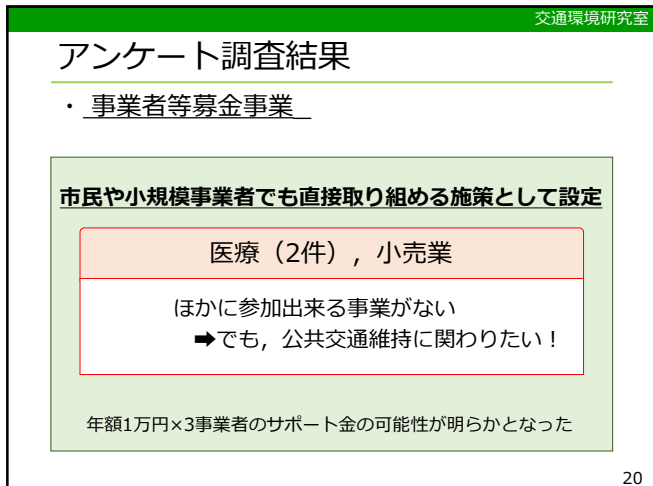 交通環境研究室
アンケート調査結果
・ 事業者等募金事業
市民や小規模事業者でも直接取り組める施策として設定
医療（2件）, 小売業
ほかに参加出来る事業がない
➡でも, 公共交通維持に関わりたい！
年額1万円×3事業者のサポート金の可能性が明らかとなった
20